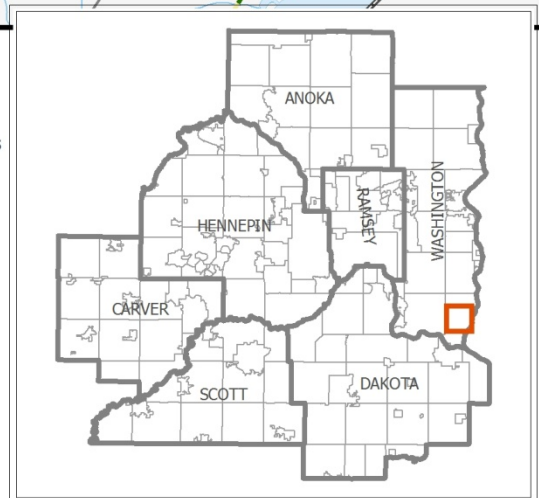 ANOKA
WASHINGTON
RAMSEY
HENNEPIN
CARVER
SCOTT
DAKOTA